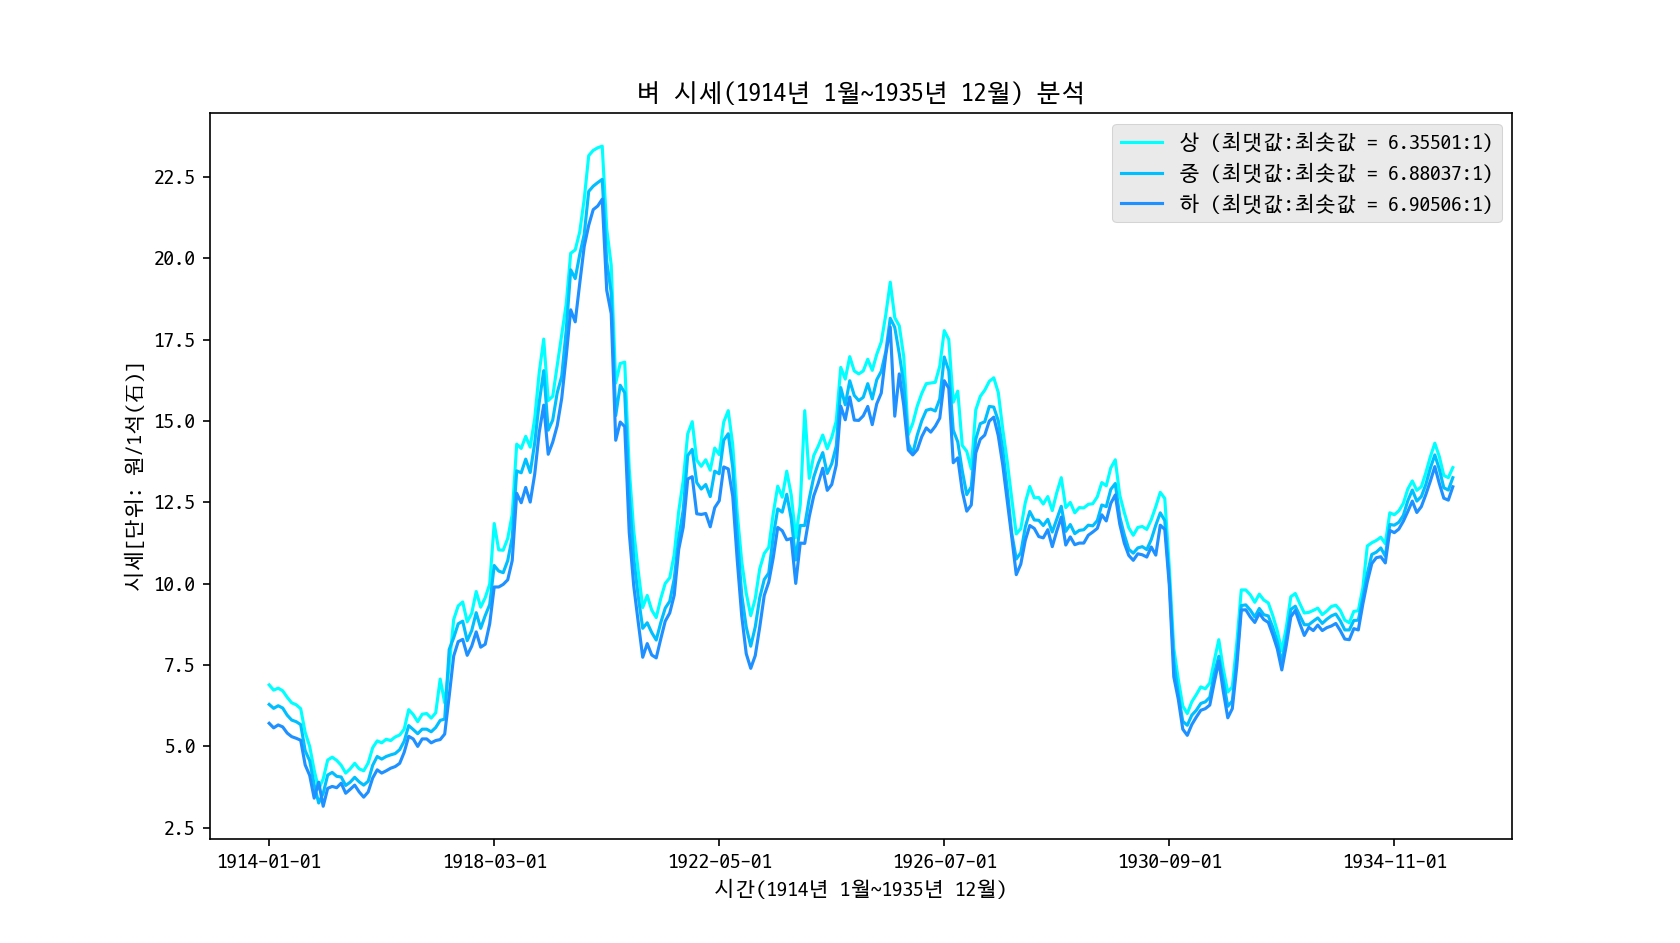 벼 시세(1914년 1월~1935년 12월) 분석
상 (최댓값:최솟값 = 6.35501:1)
중 (최댓값:최솟값 = 6.88037:1)
하 (최댓값:최솟값 = 6.90506:1)
시세[단위: 원/1석(石)]
22.5
20.0
17.5
15.0
12.5
10.0
7.5
5.0
2.5
1914-01-01 1918-03-01 1922-05-01 1926-07-01 1930-09-01 1934-11-01
시간(1914년 1월~1935년 12월)